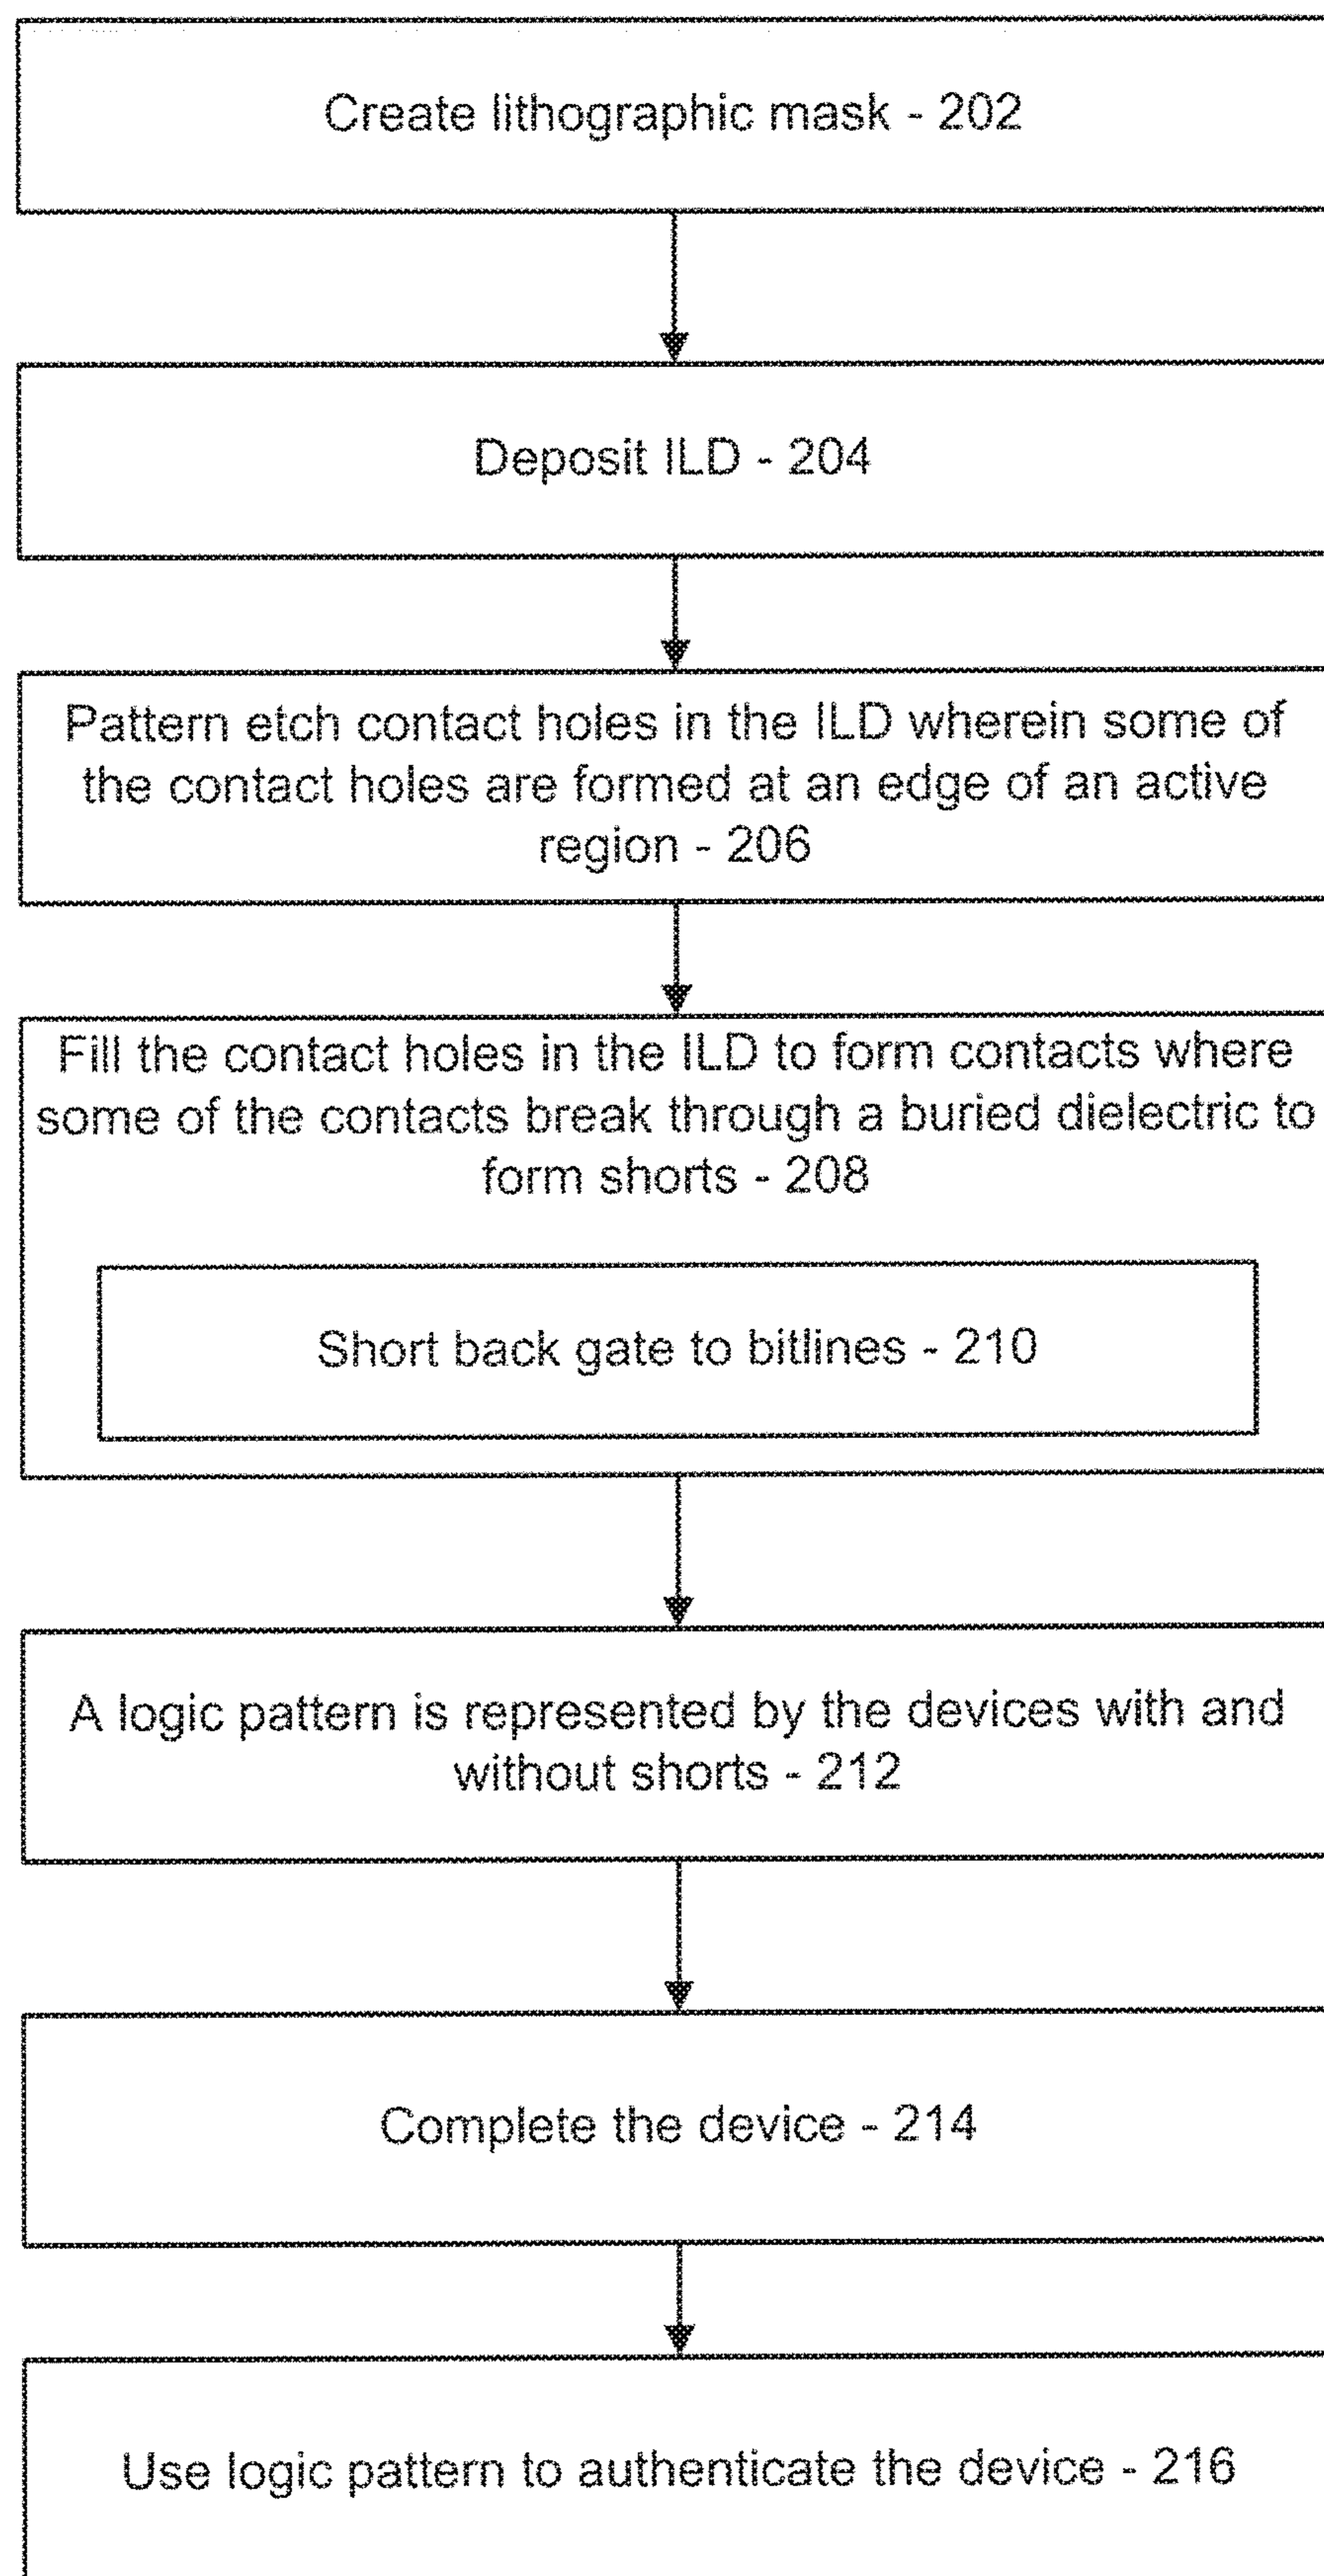 Create lithographic mask - 202
Deposit ILD - 204
Pattern etch contact holes in the ILD wherein some of
the contact holes are formed at an edge of an active
region - 206
Fill the contact holes in the ILD to form contacts where
some of the contacts break through a buried dielectric to
form shorts - 208
Short back gate to bitlines - 210
A logic pattern is represented by the devices with and
without shorts - 212
Complete the device - 214
Use logic pattern to authenticate the device - 216